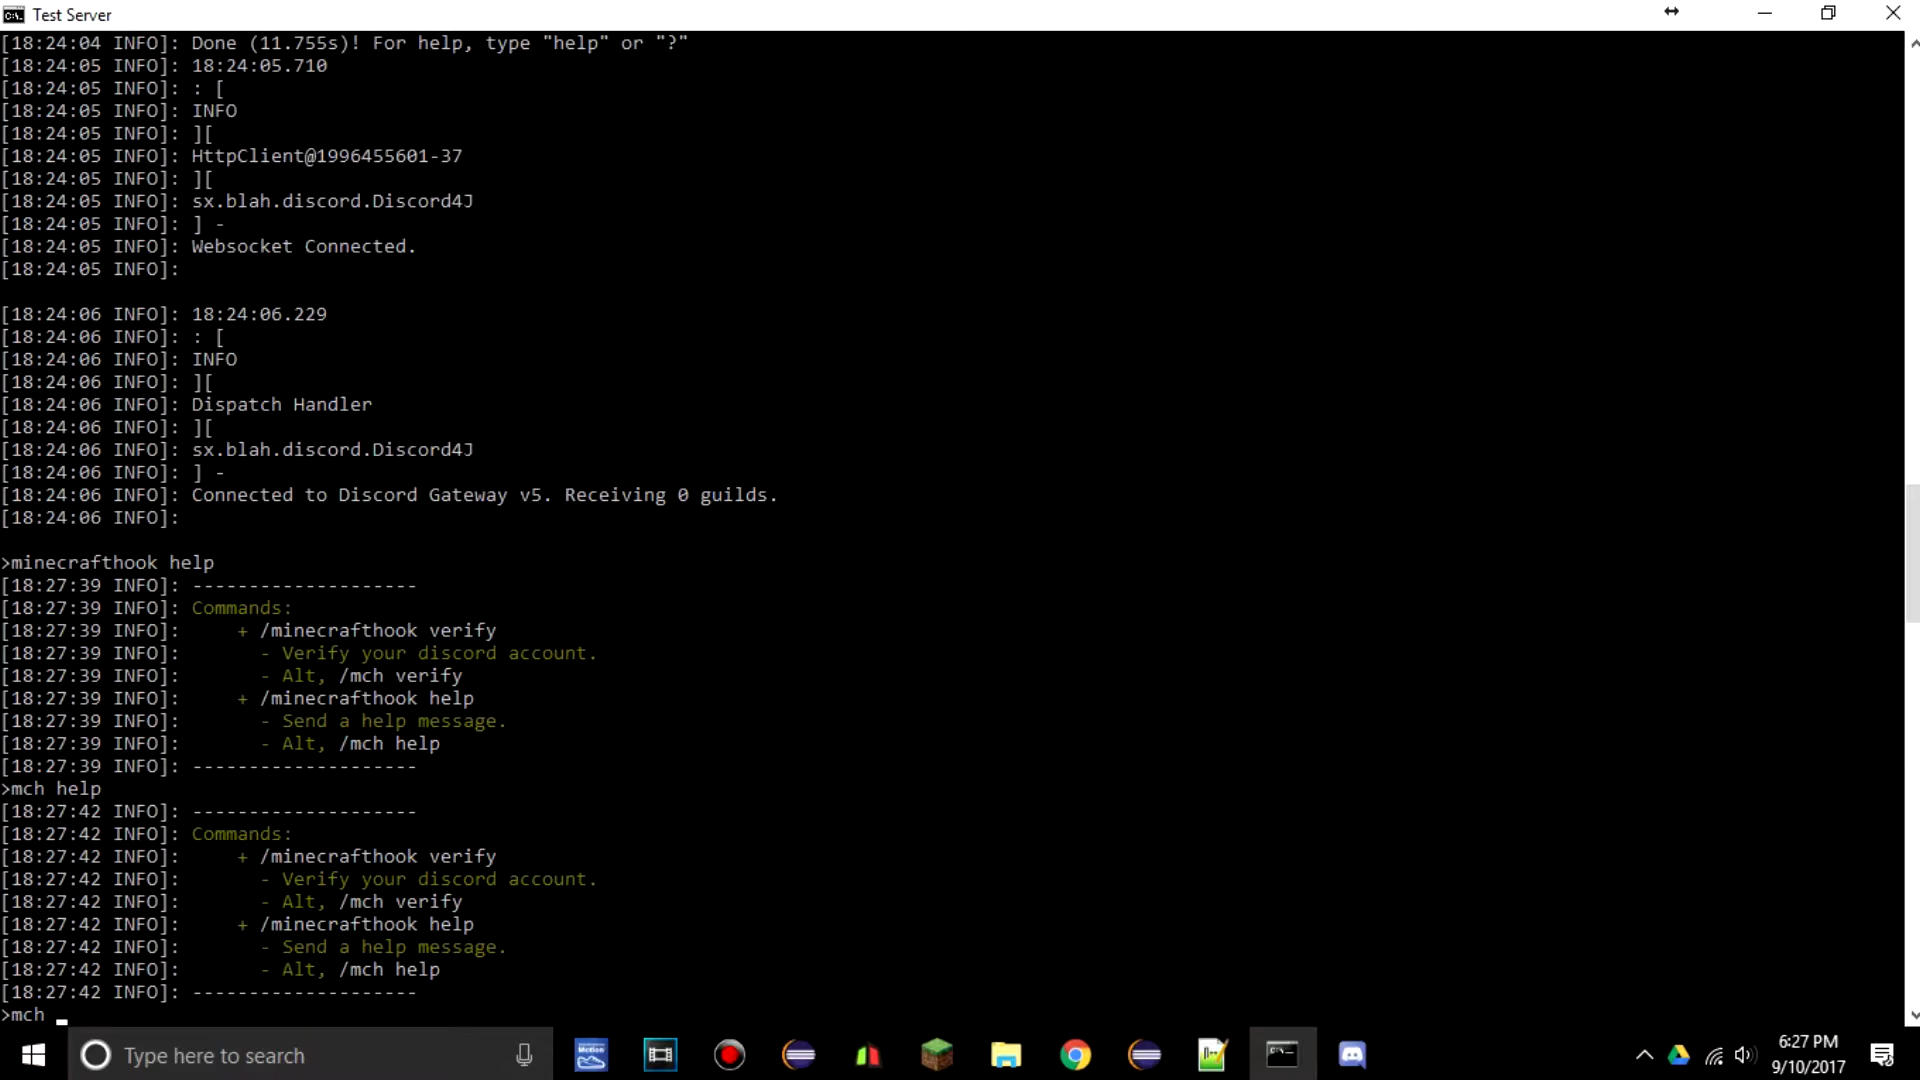 Test Server
[18:24:04 INFO]: Done (11.755s)! For help, type "help" or "?"
[18:24:05 INFO]: 18:24:05.710
[18:24:05 INFO]: : [
[18:24:05 INFO]: INFO
[18:24:05 INFO]: ][
[18:24:05 INFO]: HttpClient@1996455601-37
[18:24:05 INFO]: ][
[18:24:05 INFO]: sx.blah.discord.Discord4J
[18:24:05 INFO]: ] -
[18:24:05 INFO]: Websocket Connected.
[18:24:05 INFO]:
[18:24:06 INFO]: 18:24:06.229
[18:24:06 INFO]: : [
[18:24:06 INFO]: INFO
[18:24:06 INFO]: ][
[18:24:06 INFO]: Dispatch Handler
[18:24:06 INFO]: ][
[18:24:06 INFO]: sx.blah.discord.Discord4J
[18:24:06 INFO]: ] -
[18:24:06 INFO]: Connected to Discord Gateway v5. Receiving 0 guilds.
[18:24:06 INFO]:
>minecrafthook help
[18:27:39 INFO]: --------------------
[18:27:39 INFO]: Commands:
[18:27:39 INFO]:     + /minecrafthook verify
[18:27:39 INFO]:       - Verify your discord account.
[18:27:39 INFO]:       - Alt, /mch verify
[18:27:39 INFO]:     + /minecrafthook help
[18:27:39 INFO]:       - Send a help message.
[18:27:39 INFO]:       - Alt, /mch help
[18:27:39 INFO]: --------------------
>mch help
[18:27:42 INFO]: --------------------
[18:27:42 INFO]: Commands:
[18:27:42 INFO]:     + /minecrafthook verify
[18:27:42 INFO]:       - Verify your discord account.
[18:27:42 INFO]:       - Alt, /mch verify
[18:27:42 INFO]:     + /minecrafthook help
[18:27:42 INFO]:       - Send a help message.
[18:27:42 INFO]:       - Alt, /mch help
[18:27:42 INFO]: --------------------
>mch _
Type here to search
Motion
6:27 PM
9/10/2017